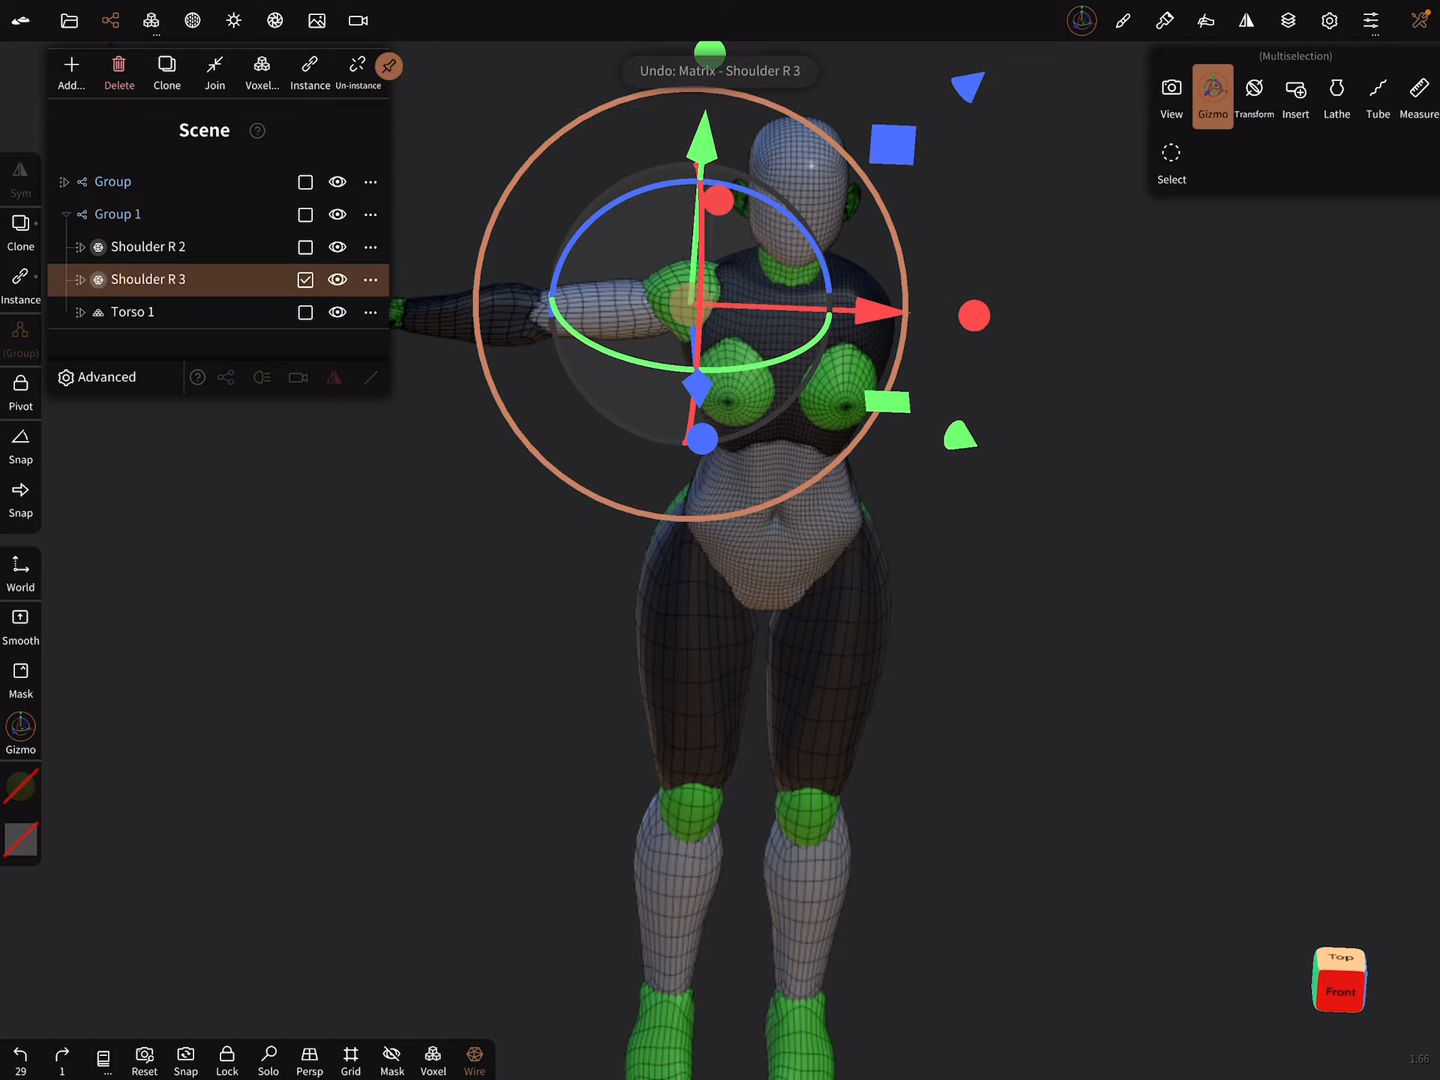 Undo: Matrix - Shoulder R 3
Add...
Delete
Clone
Join
Voxel...
Instance
Un-instance
Scene
?
Group
Group 1
Shoulder R 2
Shoulder R 3
Torso 1
Advanced
?
Sym
Clone
Instance
(Group)
Pivot
Snap
Snap
World
Smooth
Mask
Gizmo
(Multiselection)
View
Gizmo
Transform
Insert
Lathe
Tube
Measure
Select
Top
Front
1.66
29
1
...
Reset
Snap
Lock
Solo
Persp
Grid
Mask
Voxel
Wire